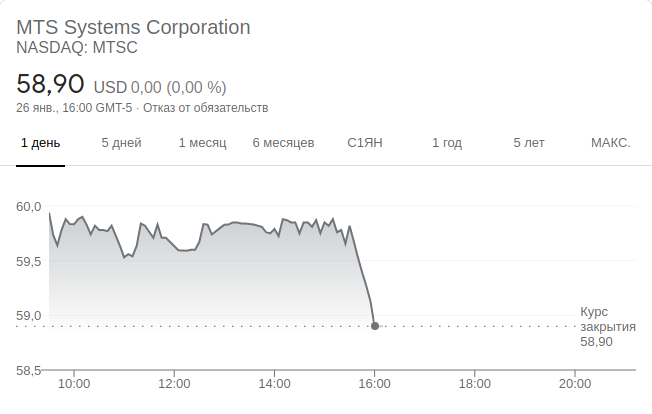 MTS Systems Corporation
NASDAQ: MTSC
58,90 USD 0,00 (0,00 %)
26 янв., 16:00 GMT-5 · Отказ от обязательств
1 день 5 дней 1 месяц 6 месяцев С1ЯН 1 год 5 лет МАКС.
60,0
59,5
59,0
58,5
Курс
закрытия
58,90
10:00 12:00 14:00 16:00 18:00 20:00